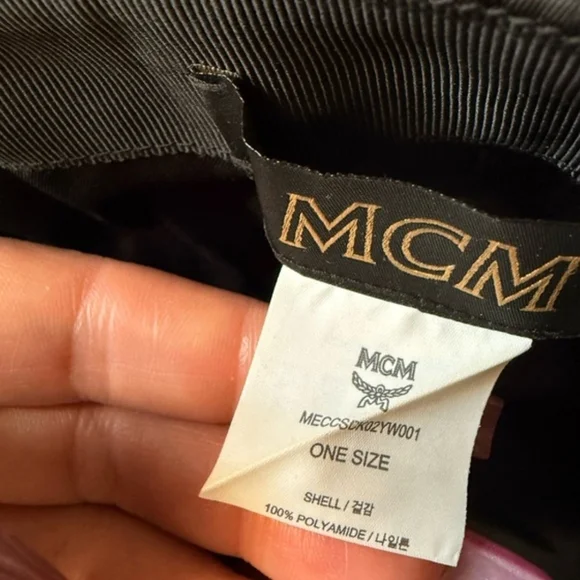 MCM
MCM
MECCSDK02YW001
ONE SIZE
SHELL / 겉감
100% POLYAMIDE / 나일론